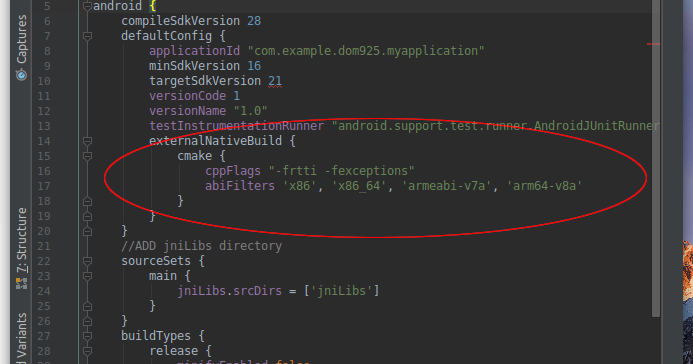 Captures
7: Structure
d Variants
5 android {
6 compileSdkVersion 28
7 defaultConfig {
8 applicationId "com.example.dom925.myapplication"
9 minSdkVersion 16
10 targetSdkVersion 21
11 versionCode 1
12 versionName "1.0"
13 testInstrumentationRunner "android.support.test.runner.AndroidJUnitRunner
14 externalNativeBuild {
15 cmake {
16 cppFlags "-frtti -fexceptions"
17 abiFilters 'x86', 'x86_64', 'armeabi-v7a', 'arm64-v8a'
18 }
19 }
20 }
21 //ADD jniLibs directory
22 sourceSets {
23 main {
24 jniLibs.srcDirs = ['jniLibs']
25 }
26 }
27 buildTypes {
28 release {
minifyEnabled false